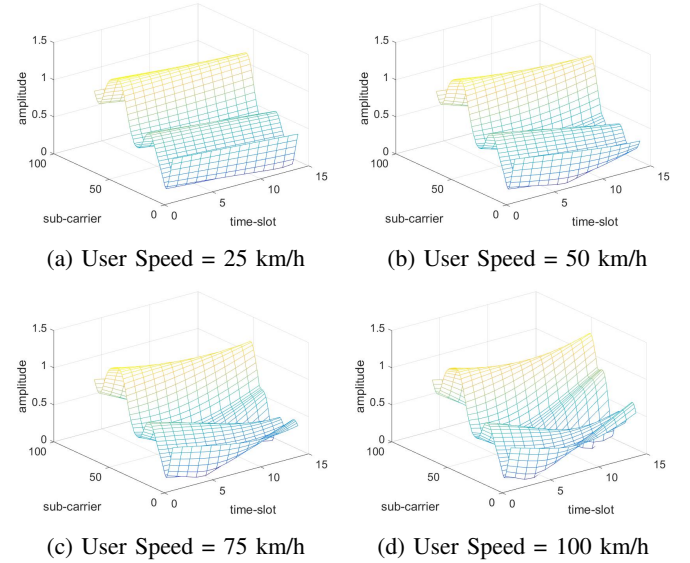 1.5
1
0.5
0
100
50
0
0
5
10
15
amplitude
sub-carrier
time-slot
(a) User Speed = 25 km/h
1.5
1
0.5
0
100
50
0
0
5
10
15
amplitude
sub-carrier
time-slot
(b) User Speed = 50 km/h
1.5
1
0.5
0
100
50
0
0
5
10
15
amplitude
sub-carrier
time-slot
(c) User Speed = 75 km/h
1.5
1
0.5
0
100
50
0
0
5
10
15
amplitude
sub-carrier
time-slot
(d) User Speed = 100 km/h